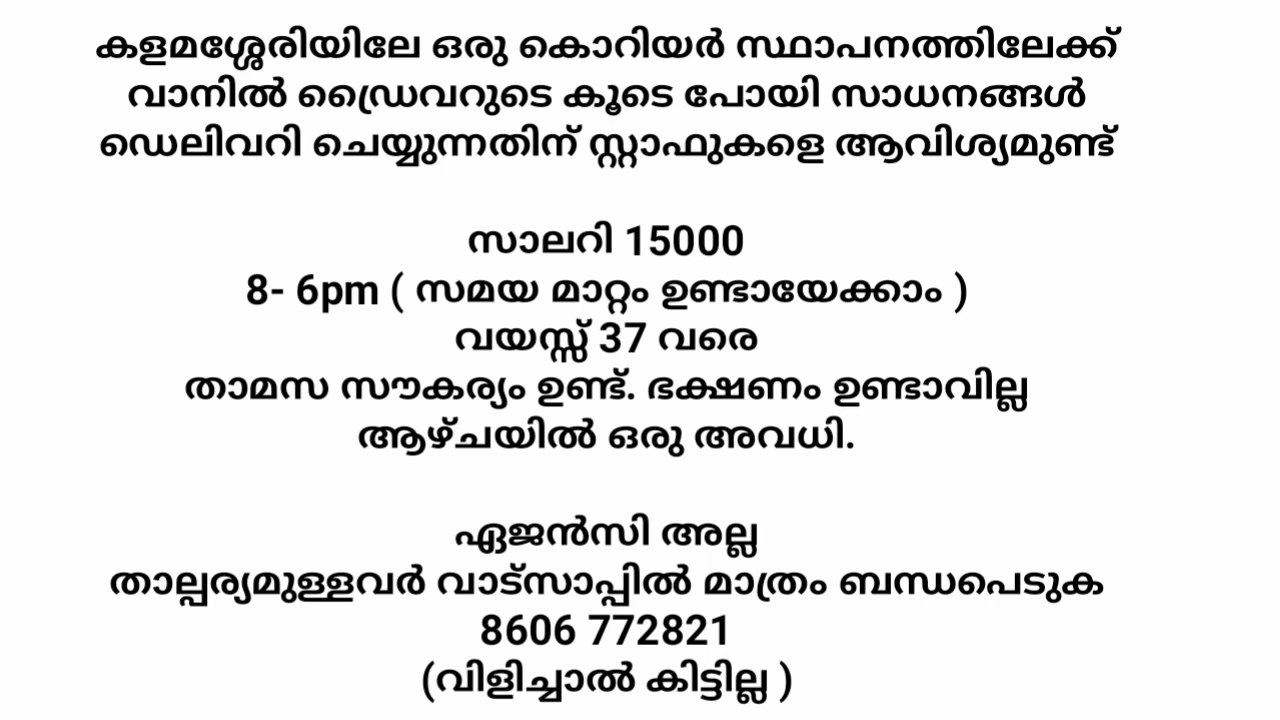 കളമശ്ശേരിയിലേ ഒരു കൊറിയർ സ്ഥാപനത്തിലേക്ക്
വാനിൽ ഡ്രൈവറുടെ കൂടെ പോയി സാധനങ്ങൾ
ഡെലിവറി ചെയ്യുന്നതിന് സ്റ്റാഫുകളെ ആവിശ്യമുണ്ട്
സാലറി 15000
8- 6pm ( സമയ മാറ്റം ഉണ്ടായേക്കാം )
വയസ്സ് 37 വരെ
താമസ സൗകര്യം ഉണ്ട്. ഭക്ഷണം ഉണ്ടാവില്ല
ആഴ്ചയിൽ ഒരു അവധി.
ഏജൻസി അല്ല
താല്പര്യമുള്ളവർ വാട്സാപ്പിൽ മാത്രം ബന്ധപെടുക
8606 772821
(വിളിച്ചാൽ കിട്ടില്ല )